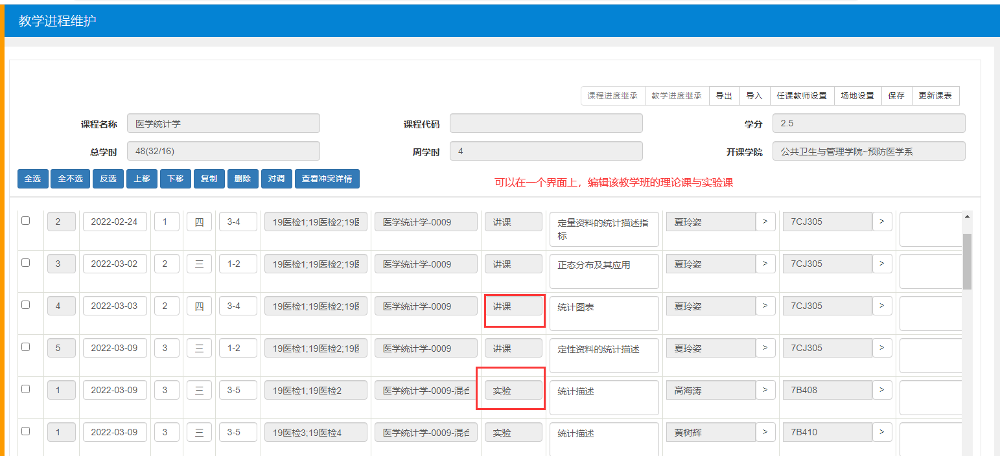 教学进程维护
课程进度继承 教学进度继承 导出 导入 任课教师设置 场地设置 保存 更新课表
课程名称 医学统计学 课程代码 学分 2.5
总学时 48(32/16) 周学时 4 开课学院 公共卫生与管理学院~预防医学系
全选 全不选 反选 上移 下移 复制 删除 对调 查看冲突详情
可以在一个界面上，编辑该教学班的理论课与实验课
2 2022-02-24 1 四 3-4 19医检1;19医检2;19医 医学统计学-0009 讲课 定量资料的统计描述指 夏玲姿 > 7CJ305 >
标
3 2022-03-02 2 三 1-2 19医检1;19医检2;19医 医学统计学-0009 讲课 正态分布及其应用 夏玲姿 > 7CJ305 >
4 2022-03-03 2 四 3-4 19医检1;19医检2;19医 医学统计学-0009 讲课 统计图表 夏玲姿 > 7CJ305 >
5 2022-03-09 3 三 1-2 19医检1;19医检2;19医 医学统计学-0009 讲课 定性资料的统计描述 夏玲姿 > 7CJ305 >
1 2022-03-09 3 三 3-5 19医检1;19医检2 医学统计学-0009-混合 实验 统计描述 高海涛 > 7B408 >
1 2022-03-09 3 三 3-5 19医检3;19医检4 医学统计学-0009-混合 实验 统计描述 黄树辉 > 7B410 >